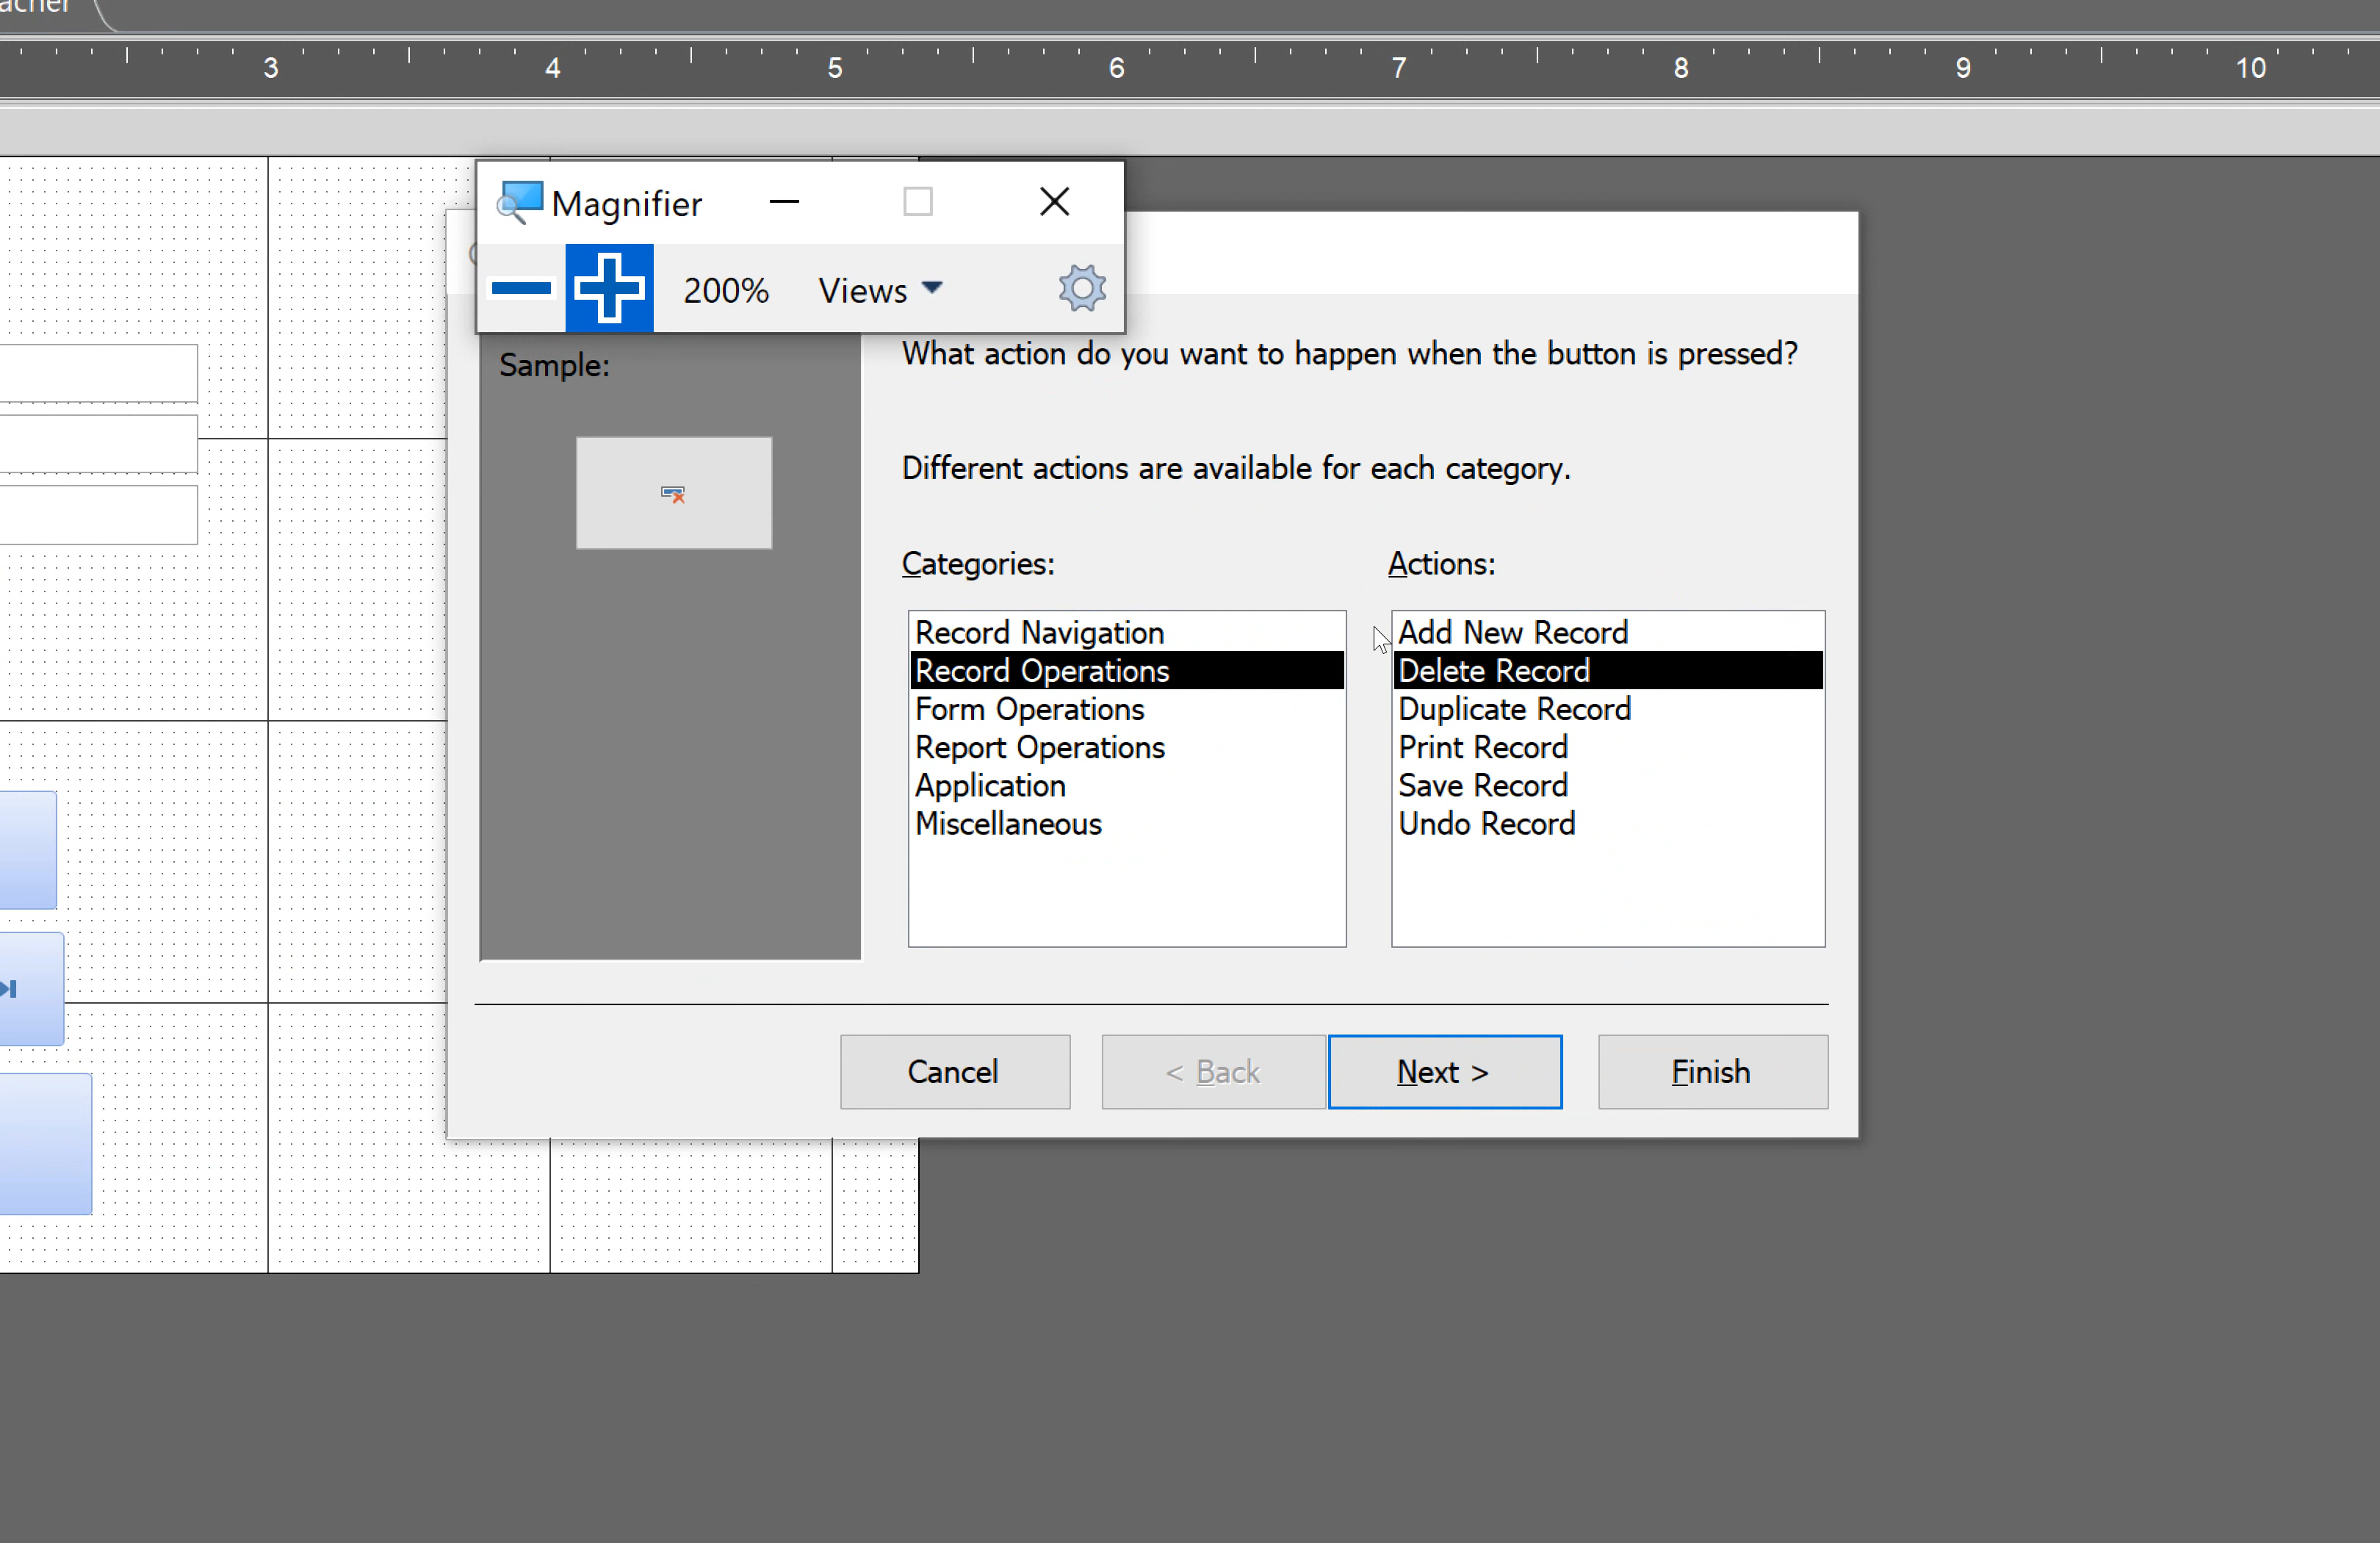 acher
3 4 5 6 7 8 9 10
Magnifier
200% Views
Sample:
What action do you want to happen when the button is pressed?
Different actions are available for each category.
Categories:
Actions:
Record Navigation
Record Operations
Form Operations
Report Operations
Application
Miscellaneous
Add New Record
Delete Record
Duplicate Record
Print Record
Save Record
Undo Record
Cancel
< Back
Next >
Finish